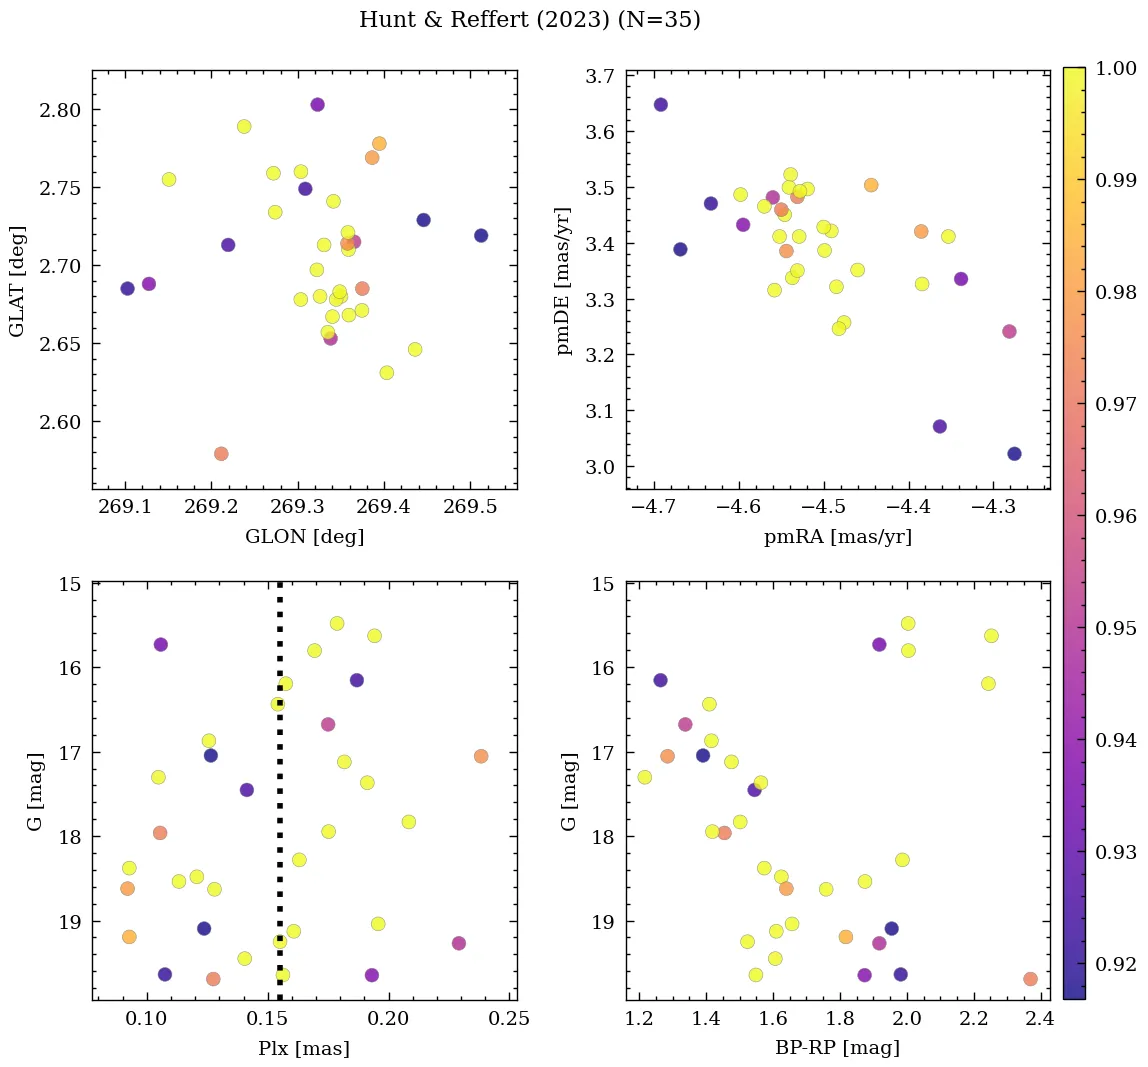 Hunt & Reffert (2023) (N=35)
2.80
2.75
2.70
2.65
2.60
GLAT [deg]
269.1 269.2 269.3 269.4 269.5
GLON [deg]
3.7
3.6
3.5
3.4
3.3
3.2
3.1
3.0
pmDE [mas/yr]
−4.7 −4.6 −4.5 −4.4 −4.3
pmRA [mas/yr]
15
16
17
18
19
G [mag]
0.10 0.15 0.20 0.25
Plx [mas]
15
16
17
18
19
G [mag]
1.2 1.4 1.6 1.8 2.0 2.2 2.4
BP-RP [mag]
1.00
0.99
0.98
0.97
0.96
0.95
0.94
0.93
0.92